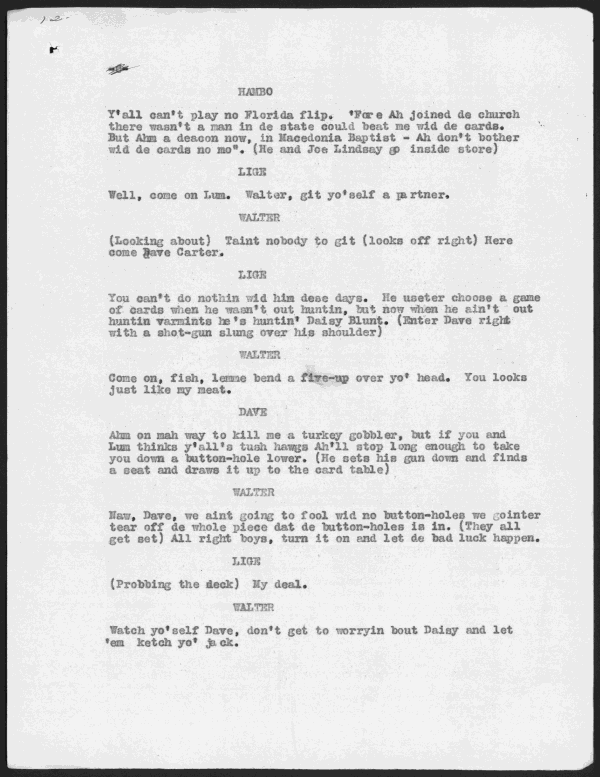 12
HAMBO
Y'all can't play no Florida flip. 'Fore Ah joined de church
there wasn't a man in de state could beat me wid de cards.
But Ahm a deacon now, in Macedonia Baptist - Ah don't bother
wid de cards no mo". (He and Joe Lindsay go inside store)
LIGE
Well, come on Lum. Walter, git yo'self a partner.
WALTER
(Looking about) Taint nobody to git (looks off right) Here
come Dave Carter.
LIGE
You can't do nothin wid him dese days. He useter choose a game
of cards when he wasn't out huntin, but now when he ain't out
huntin varmints he's huntin' Daisy Blunt. (Enter Dave right
with a shot-gun slung over his shoulder)
WALTER
Come on, fish, lemme bend a five-up over yo' head. You looks
just like my meat.
DAVE
Ahm on mah way to kill me a turkey gobbler, but if you and
Lum thinks y'all's tush hawgs Ah'll stop long enough to take
you down a button-hole lower. (He sets his gun down and finds
a seat and draws it up to the card table)
WALTER
Naw, Dave, we aint going to fool wid no button-holes we gointer
tear off de whole piece dat de button-holes is in. (They all
get set) All right boys, turn it on and let de bad luck happen.
LIGE
(Probbing the deck) My deal.
WALTER
Watch yo'self Dave, don't get to worryin bout Daisy and let
'em ketch yo' jack.